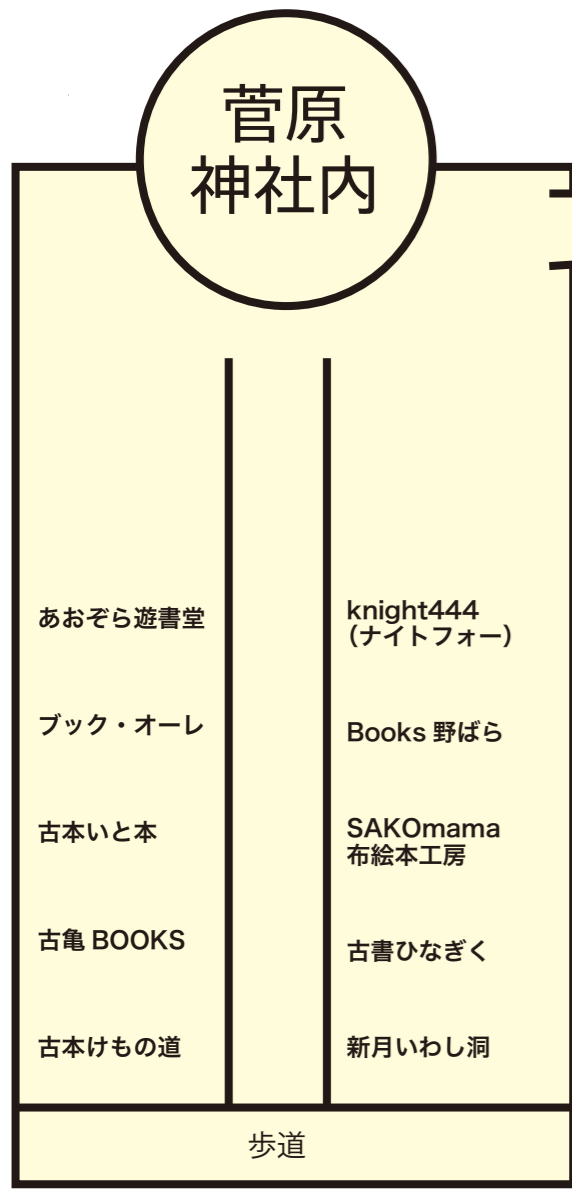 菅原
神社内
あおぞら遊書堂
ブック・オーレ
古本いと本
古亀 BOOKS
古本けもの道
knight444
（ナイトフォー）
Books 野ばら
SAKOmama
布絵本工房
古書ひなぎく
新月いわし洞
歩道